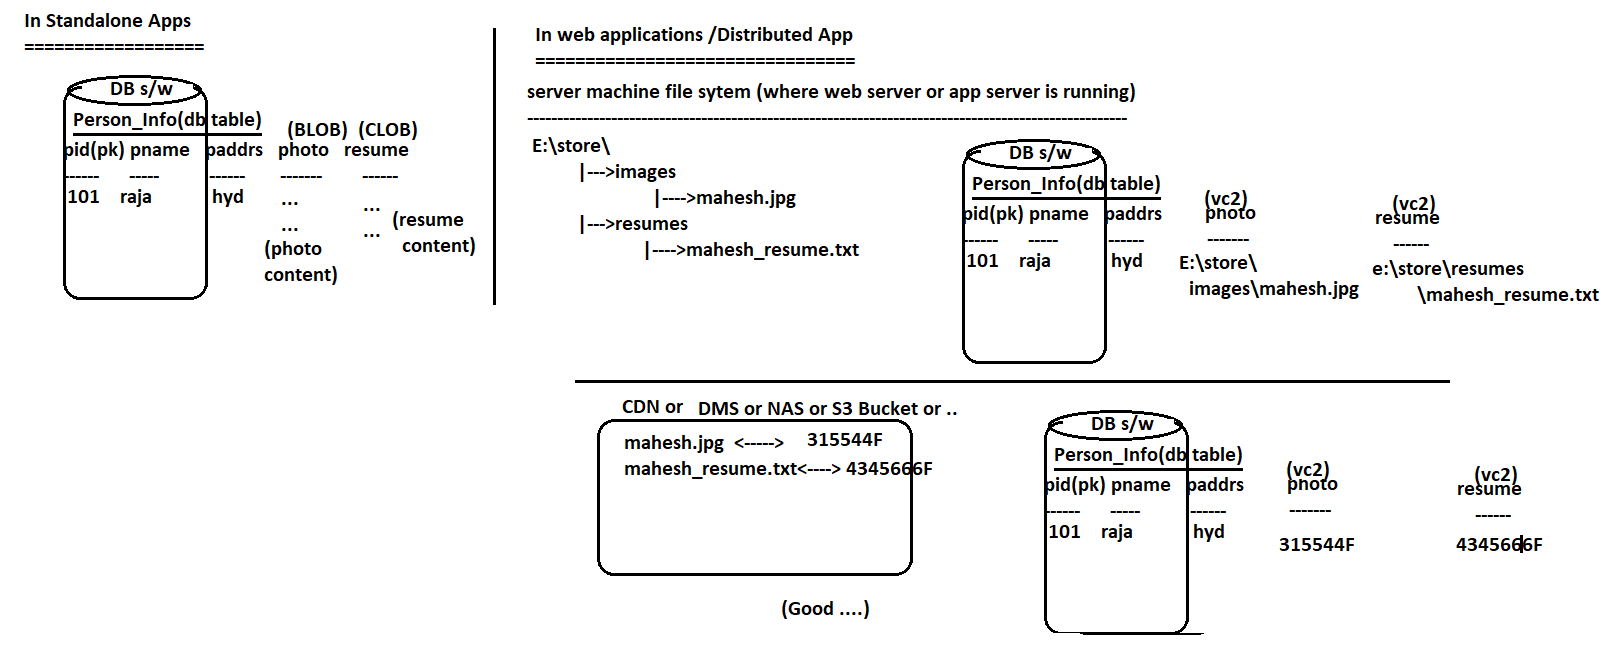 In Standalone Apps
==================
DB s/w
Person_Info(db table)
(BLOB) (CLOB)
pid(pk) pname paddrs photo resume
------ ----- ------ ------- ------
101 raja hyd ... ...
... ...
(resume
content)
(photo
content)
In web applications /Distributed App
================================
server machine file sytem (where web server or app server is running)
----------------------------------------------------------------------------------------------------
E:\store\
|--->images
|---->mahesh.jpg
|--->resumes
|---->mahesh_resume.txt
DB s/w
Person_Info(db table)
(vc2) (vc2)
pid(pk) pname paddrs photo resume
------ ----- ------ ------- ------
101 raja hyd E:\store\ e:\store\resumes
images\mahesh.jpg \mahesh_resume.txt
CDN or DMS or NAS or S3 Bucket or ..
mahesh.jpg <-----> 315544F
mahesh_resume.txt<----> 4345666F
(Good ....)
DB s/w
Person_Info(db table)
(vc2) (vc2)
pid(pk) pname paddrs photo resume
------ ----- ------ ------- ------
101 raja hyd 315544F 4345666F